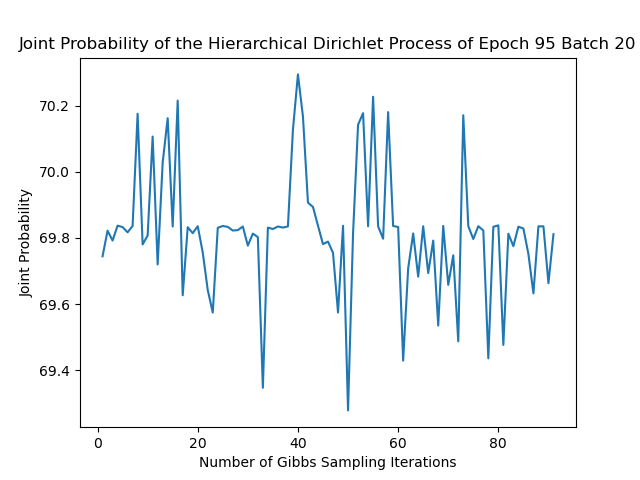 Joint Probability of the Hierarchical Dirichlet Process of Epoch 95 Batch 20
70.2
70.0
69.8
69.6
69.4
Joint Probability
0 20 40 60 80
Number of Gibbs Sampling Iterations